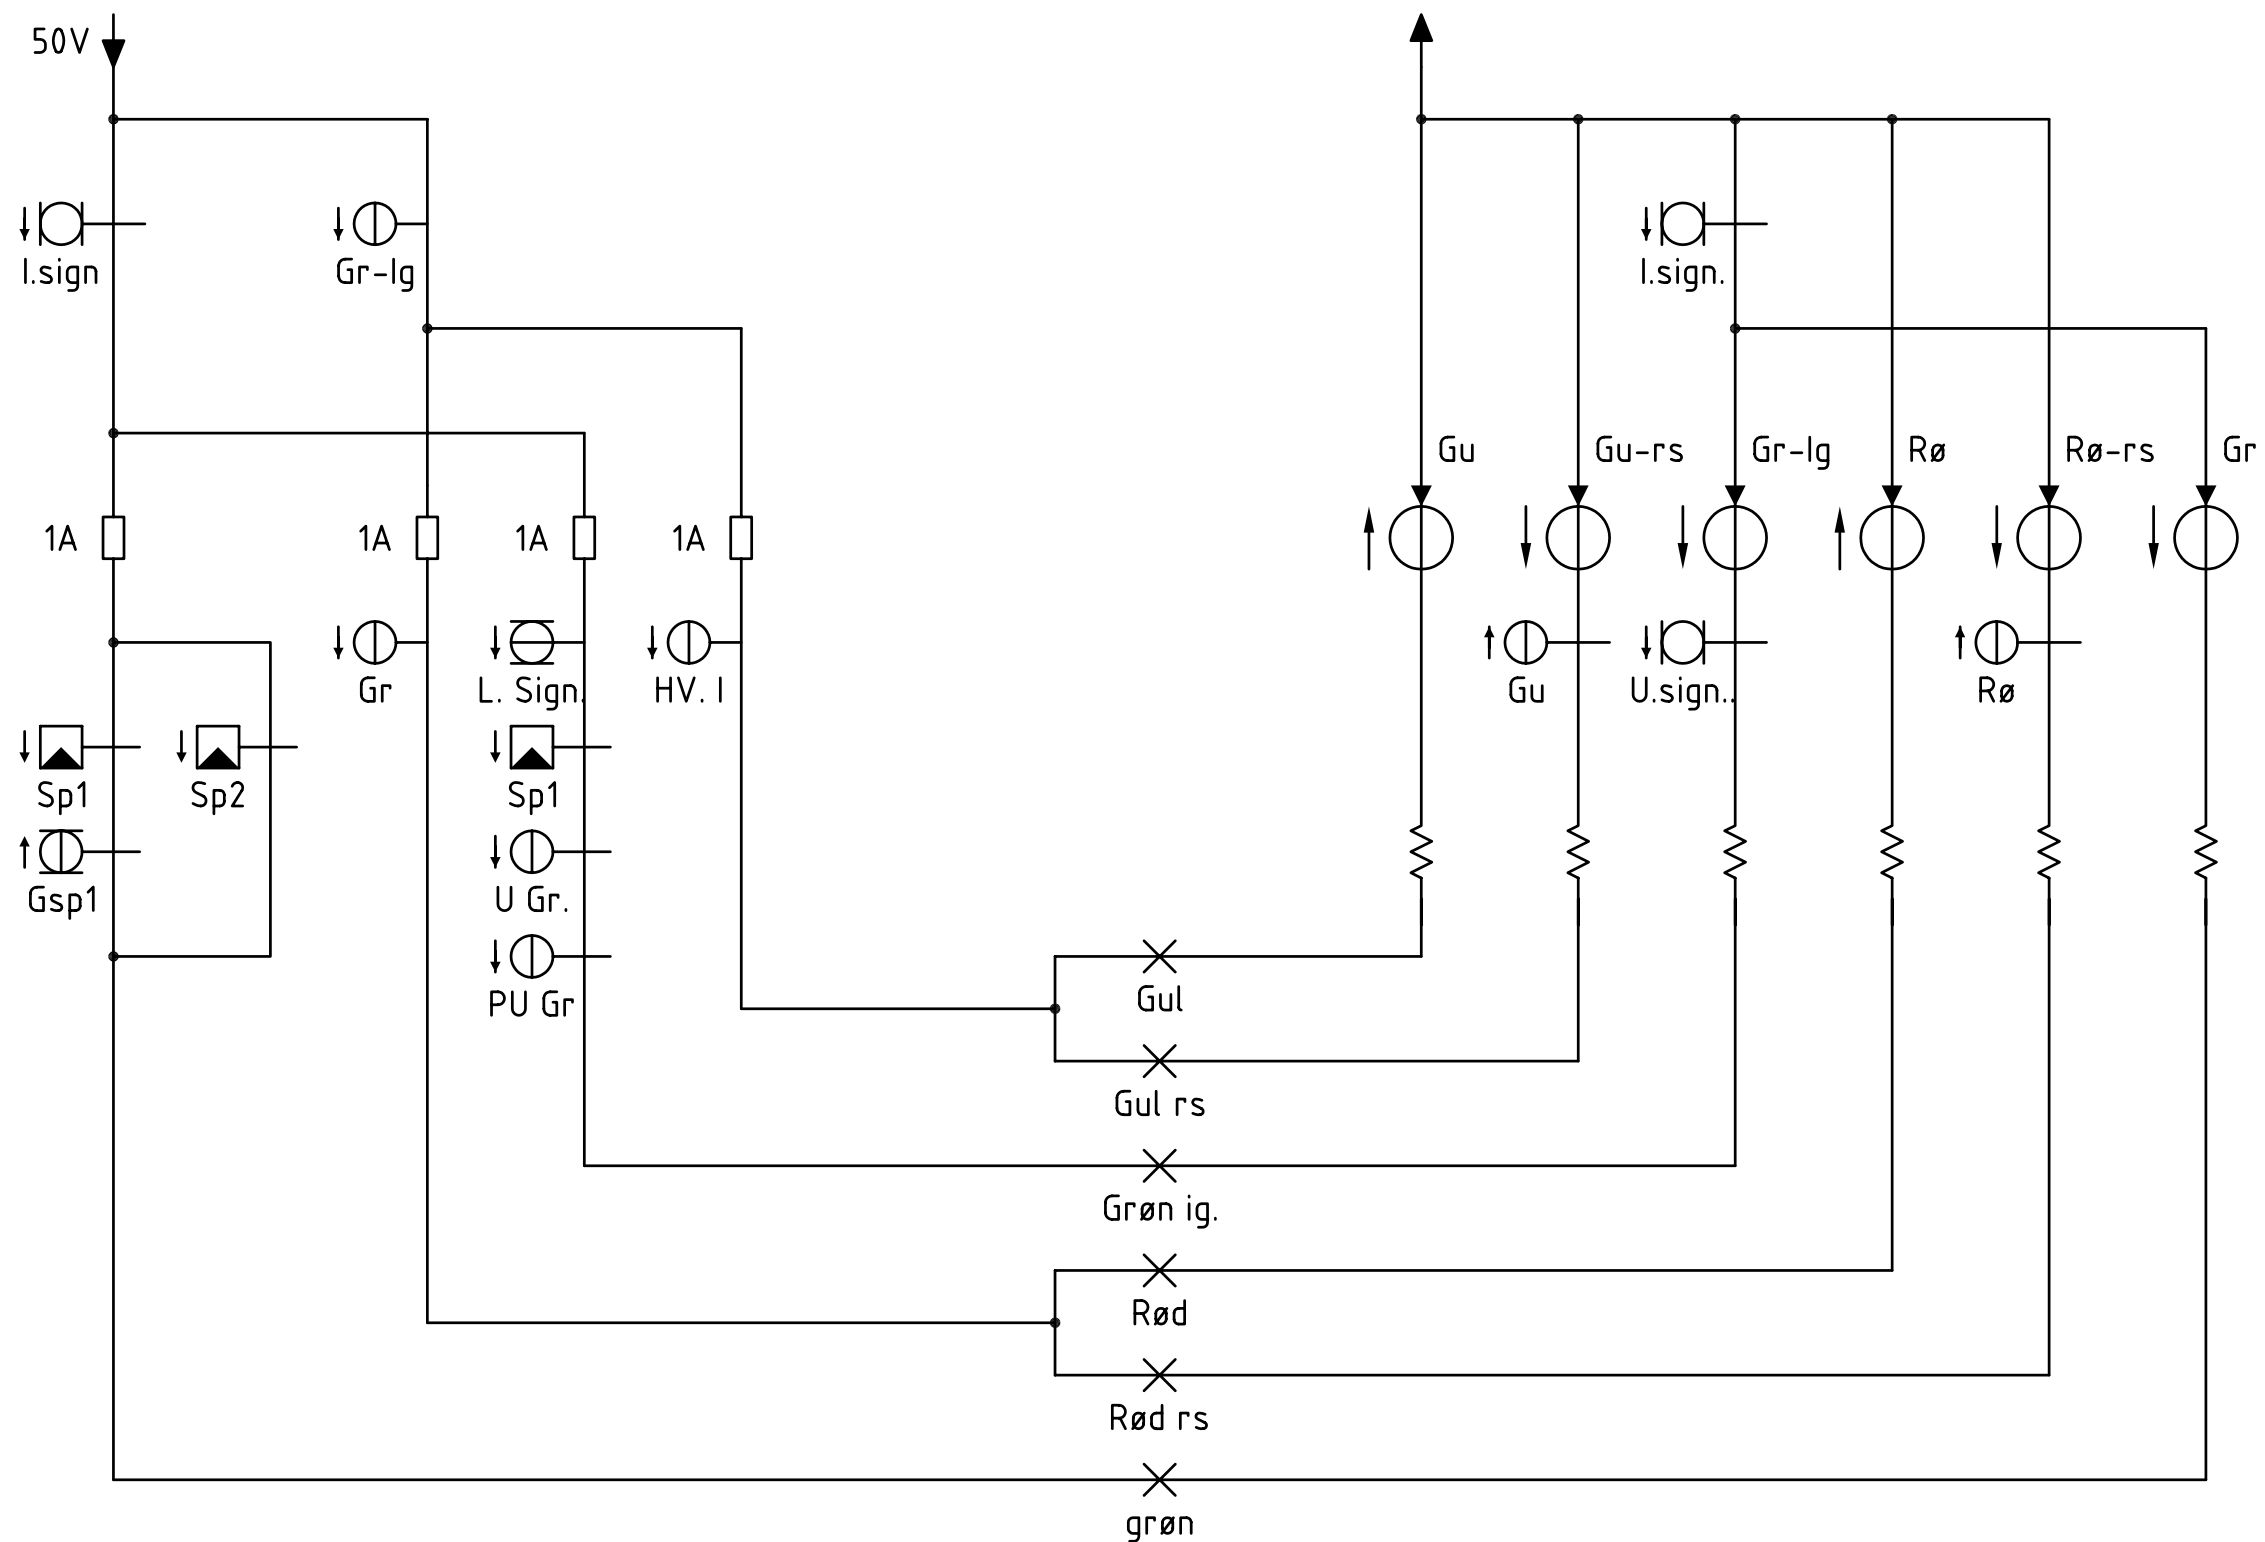 50V
I.sign
Gr-Ig
I.sign.
Gu
Gu-rs
Gr-Ig
Rø
Rø-rs
Gr
1A
1A
1A
1A
Gr
L. Sign.
HV. I
Gu
U.sign..
Rø
Sp1
Sp2
Sp1
Gsp1
U Gr.
PU Gr
Gul
Gul rs
Grøn ig.
Rød
Rød rs
grøn